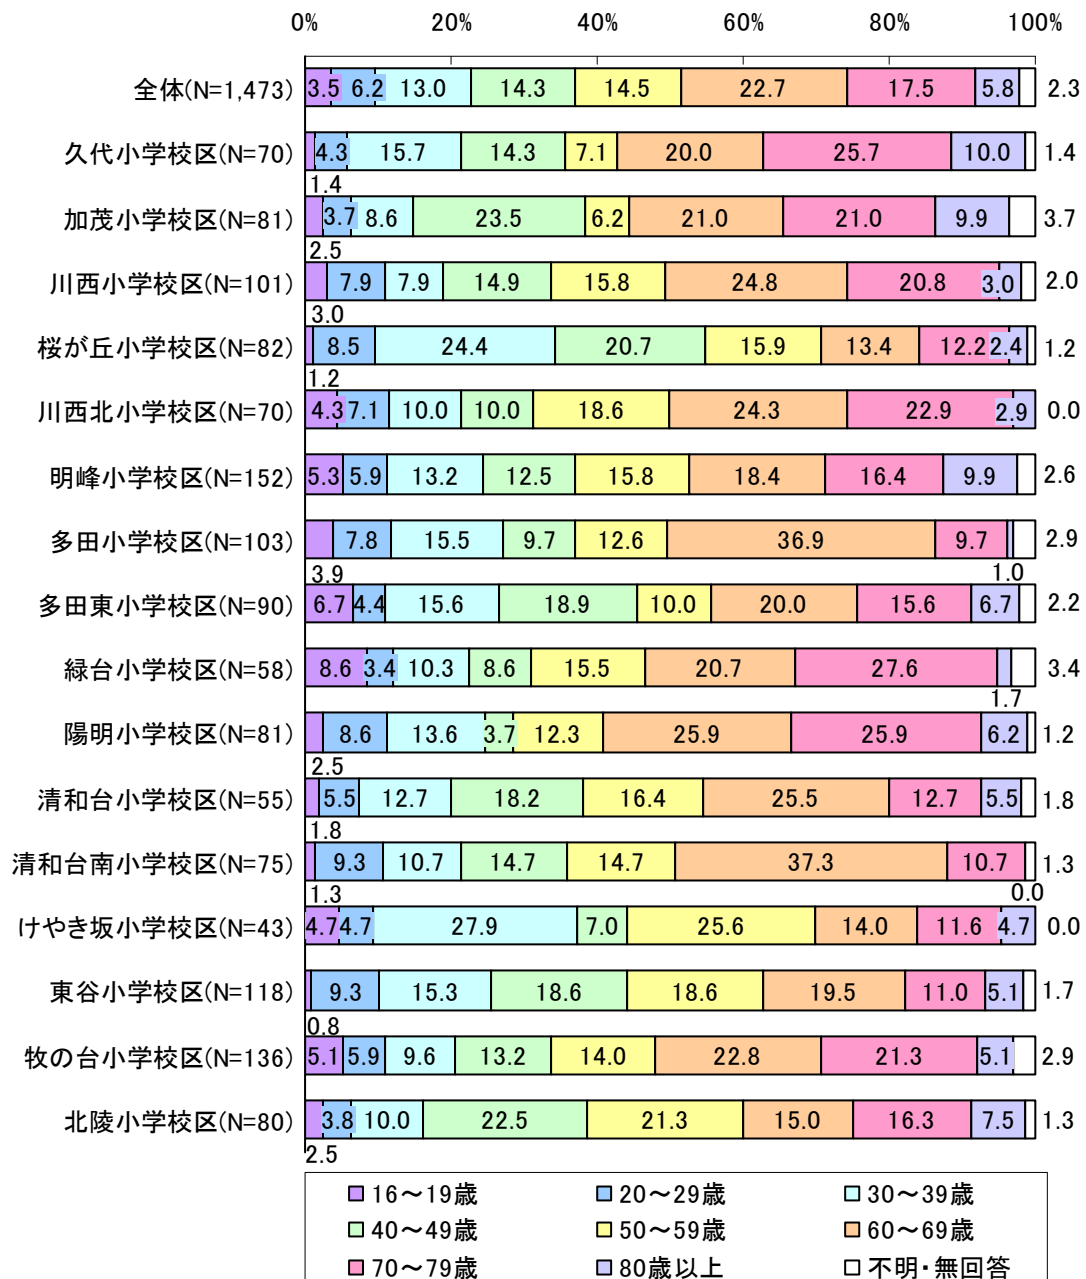 0% 20% 40% 60% 80% 100%
全体(N=1,473) 3.5 6.2 13.0 14.3 14.5 22.7 17.5 5.8 2.3
久代小学校区(N=70) 4.3 15.7 14.3 7.1 20.0 25.7 10.0 1.4
1.4
加茂小学校区(N=81) 3.7 8.6 23.5 6.2 21.0 21.0 9.9 3.7
2.5
川西小学校区(N=101) 7.9 7.9 14.9 15.8 24.8 20.8 3.0 2.0
3.0
桜が丘小学校区(N=82) 8.5 24.4 20.7 15.9 13.4 12.2 2.4 1.2
1.2
川西北小学校区(N=70) 4.3 7.1 10.0 10.0 18.6 24.3 22.9 2.9 0.0
明峰小学校区(N=152) 5.3 5.9 13.2 12.5 15.8 18.4 16.4 9.9 2.6
多田小学校区(N=103) 7.8 15.5 9.7 12.6 36.9 9.7 2.9
3.9 1.0
多田東小学校区(N=90) 6.7 4.4 15.6 18.9 10.0 20.0 15.6 6.7 2.2
緑台小学校区(N=58) 8.6 3.4 10.3 8.6 15.5 20.7 27.6 3.4
1.7
陽明小学校区(N=81) 8.6 13.6 3.7 12.3 25.9 25.9 6.2 1.2
2.5
清和台小学校区(N=55) 5.5 12.7 18.2 16.4 25.5 12.7 5.5 1.8
1.8
清和台南小学校区(N=75) 9.3 10.7 14.7 14.7 37.3 10.7 1.3
1.3 0.0
けやき坂小学校区(N=43) 4.7 4.7 27.9 7.0 25.6 14.0 11.6 4.7 0.0
東谷小学校区(N=118) 9.3 15.3 18.6 18.6 19.5 11.0 5.1 1.7
0.8
牧の台小学校区(N=136) 5.1 5.9 9.6 13.2 14.0 22.8 21.3 5.1 2.9
北陵小学校区(N=80) 3.8 10.0 22.5 21.3 15.0 16.3 7.5 1.3
2.5
16～19歳 20～29歳 30～39歳
40～49歳 50～59歳 60～69歳
70～79歳 80歳以上 不明・無回答